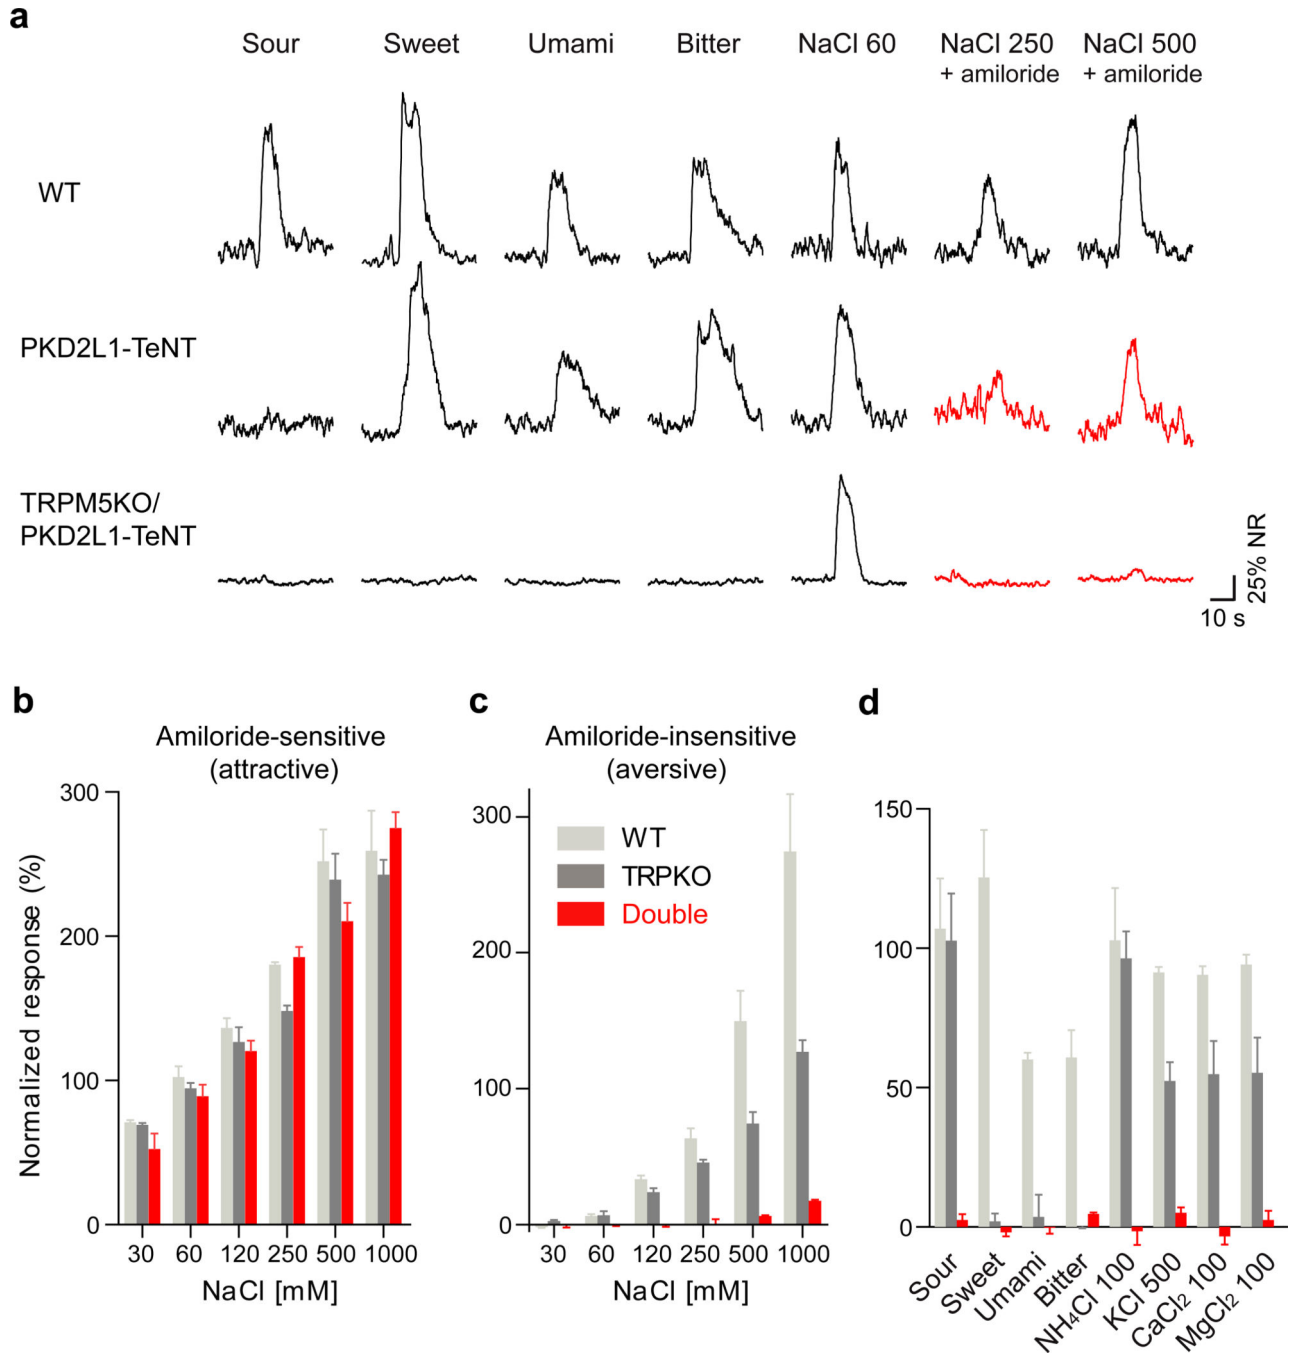 a
Sour Sweet Umami Bitter NaCl 60 NaCl 250 NaCl 500
+ amiloride + amiloride
WT
PKD2L1-TeNT
TRPM5KO/
PKD2L1-TeNT
25% NR
10 s
b
Amiloride-sensitive
(attractive)
Normalized response (%)
300
200
100
0
30 60 120 250 500 1000
NaCl [mM]
c
Amiloride-insensitive
(aversive)
300
200
100
0
WT
TRPKO
Double
30 60 120 250 500 1000
NaCl [mM]
d
150
100
50
0
Sour
Sweet
Umami
Bitter
NH₄Cl 100
KCl 500
CaCl₂ 100
MgCl₂ 100